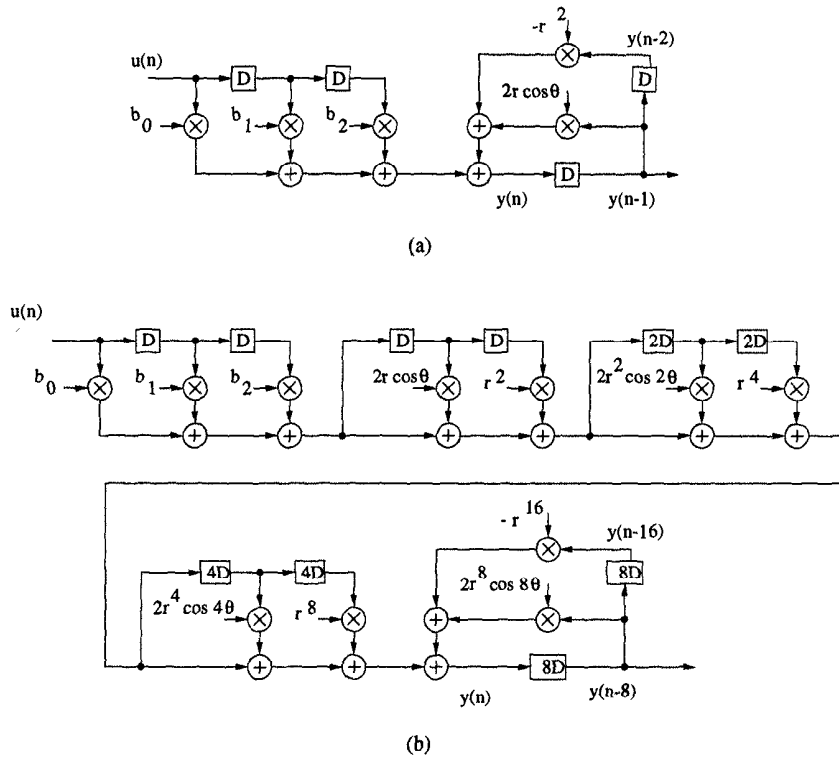 -r 2
y(n-2)
u(n)
D
D
D
2r cosθ
b0
b1
b2
D
y(n)
y(n-1)
(a)
u(n)
D
D
D
D
2D
2D
b0
b1
b2
2r cosθ
r 2
2r 2 cos 2θ
r 4
- r 16
y(n-16)
4D
4D
8D
2r 8 cos 8θ
2r 4 cos 4θ
r 8
8D
y(n)
y(n-8)
(b)